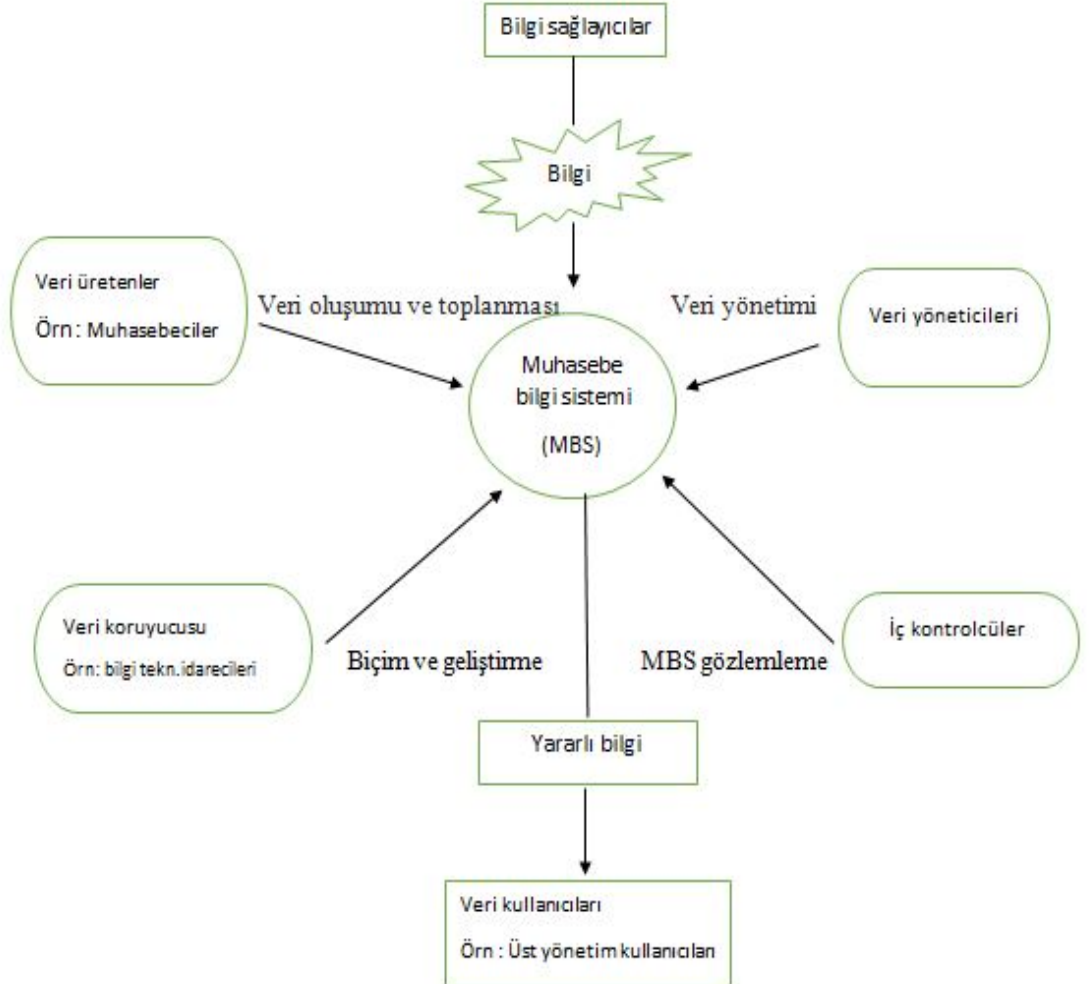 Bilgi sağlayıcılar
Bilgi
Veri üretenler
Örn : Muhasebeciler
Veri oluşumu ve toplanması
Veri yönetimi
Veri yöneticileri
Muhasebe
bilgi sistemi
(MBS)
Veri koruyucusu
Örn: bilgi tekn.idarecileri
Biçim ve geliştirme
MBS gözlemleme
İç kontrolcüler
Yararlı bilgi
Veri kullanıcıları
Örn : Üst yönetim kullanıcıları